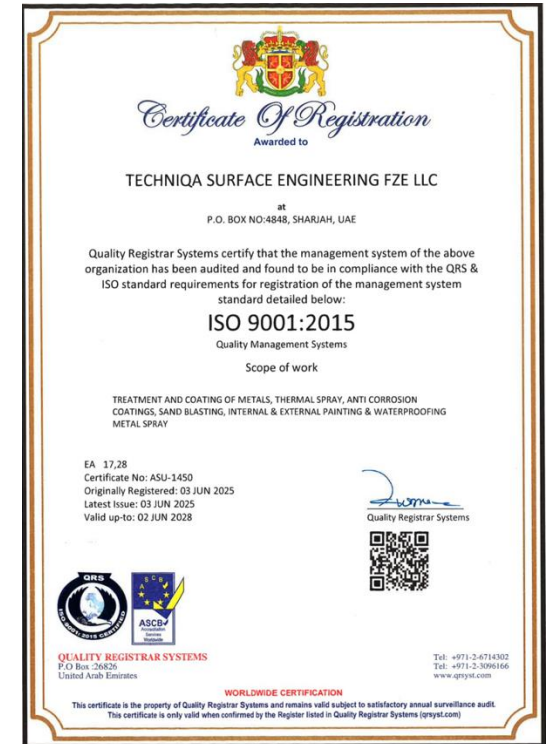 Certificate Of Registration
Awarded to
TECHNIQA SURFACE ENGINEERING FZE LLC
at
P.O. BOX NO:4848, SHARJAH, UAE
Quality Registrar Systems certify that the management system of the above
organization has been audited and found to be in compliance with the QRS &
ISO standard requirements for registration of the management system
standard detailed below:
ISO 9001:2015
Quality Management Systems
Scope of work
TREATMENT AND COATING OF METALS, THERMAL SPRAY, ANTI CORROSION
COATINGS, SAND BLASTING, INTERNAL & EXTERNAL PAINTING & WATERPROOFING
METAL SPRAY
EA 17,28
Certificate No: ASU-1450
Originally Registered: 03 JUN 2025
Latest Issue: 03 JUN 2025
Valid up-to: 02 JUN 2028
Quality Registrar Systems
QRS
ISO 9001: 2015 CERTIFIED
ASCB
ASCB
Accreditation
Services
Worldwide
QUALITY REGISTRAR SYSTEMS
P.O Box :26826
United Arab Emirates
Tel: +971-2-6714302
Tel: +971-2-3096166
www.qrsyst.com
WORLDWIDE CERTIFICATION
This certificate is the property of Quality Registrar Systems and remains valid subject to satisfactory annual surveillance audit.
This certificate is only valid when confirmed by the Register listed in Quality Registrar Systems (qrsyst.com)